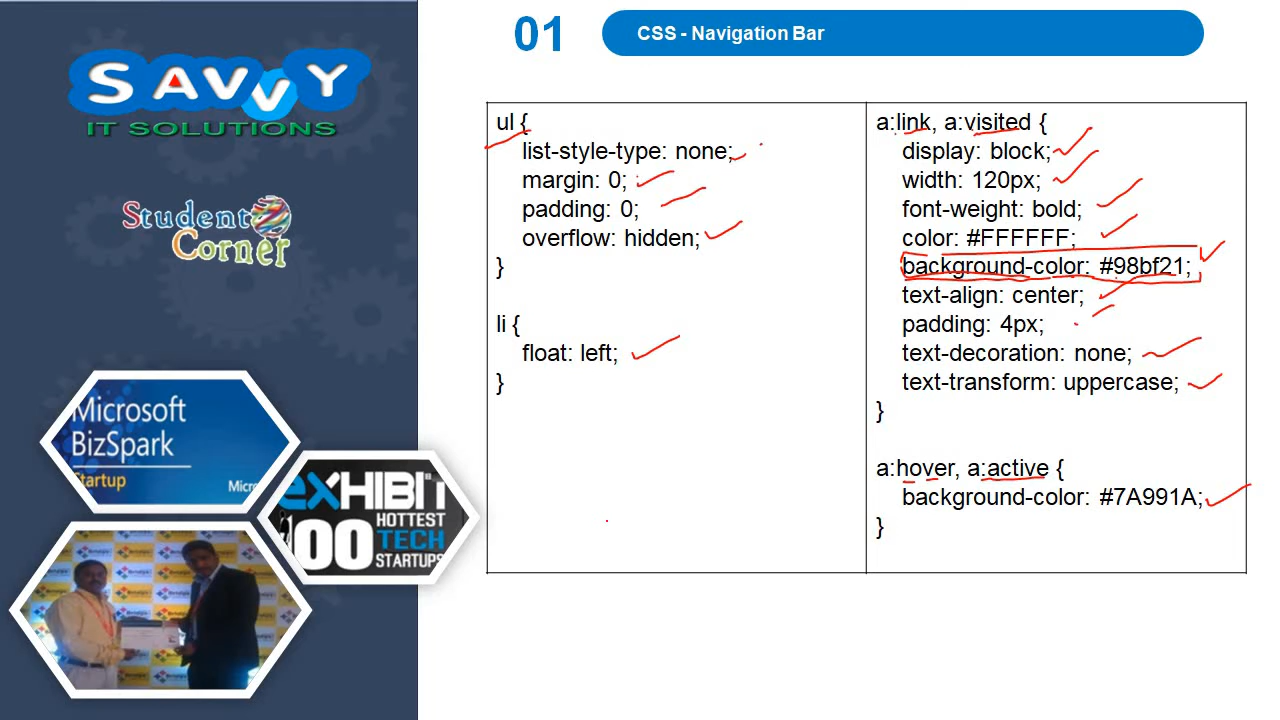 SAVVY
IT SOLUTIONS
Student
Corner
Microsoft
BizSpark
Startup
Micr
eXHIBIT
100
HOTTEST
TECH
STARTUPS
01
CSS - Navigation Bar
ul {
list-style-type: none;
margin: 0;
padding: 0;
overflow: hidden;
}
li {
float: left;
}
a:link, a:visited {
display: block;
width: 120px;
font-weight: bold;
color: #FFFFFF;
background-color: #98bf21;
text-align: center;
padding: 4px;
text-decoration: none;
text-transform: uppercase;
}
a:hover, a:active {
background-color: #7A991A;
}